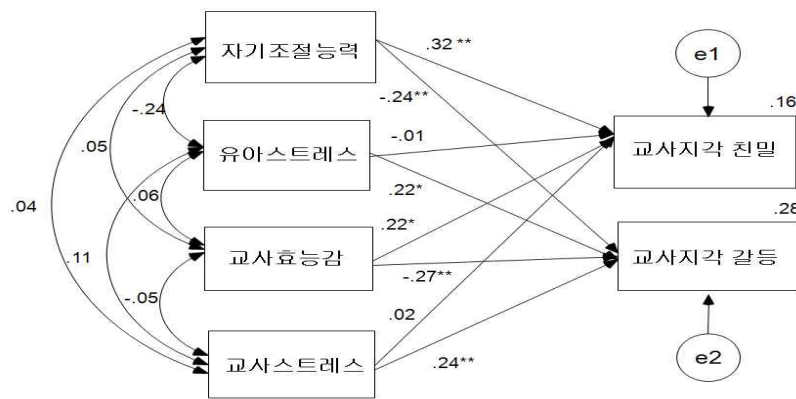 자기조절능력
.32 **
e1
.16
-.24**
-.24
-.01
교사지각 친밀
.05
유아스트레스
.22*
.06
.04
.28
.22*
.11
교사효능감
교사지각 갈등
-.27**
-.05
.02
교사스트레스
.24**
e2